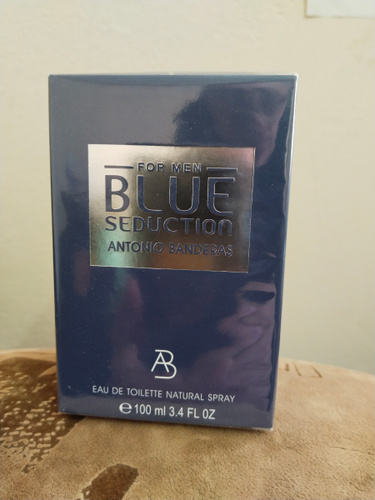 FOR MEN
BLUE
SEDUCTION
ANTONIO BANDERAS
AB
EAU DE TOILETTE NATURAL SPRAY
℮ 100 ml 3.4 FL OZ